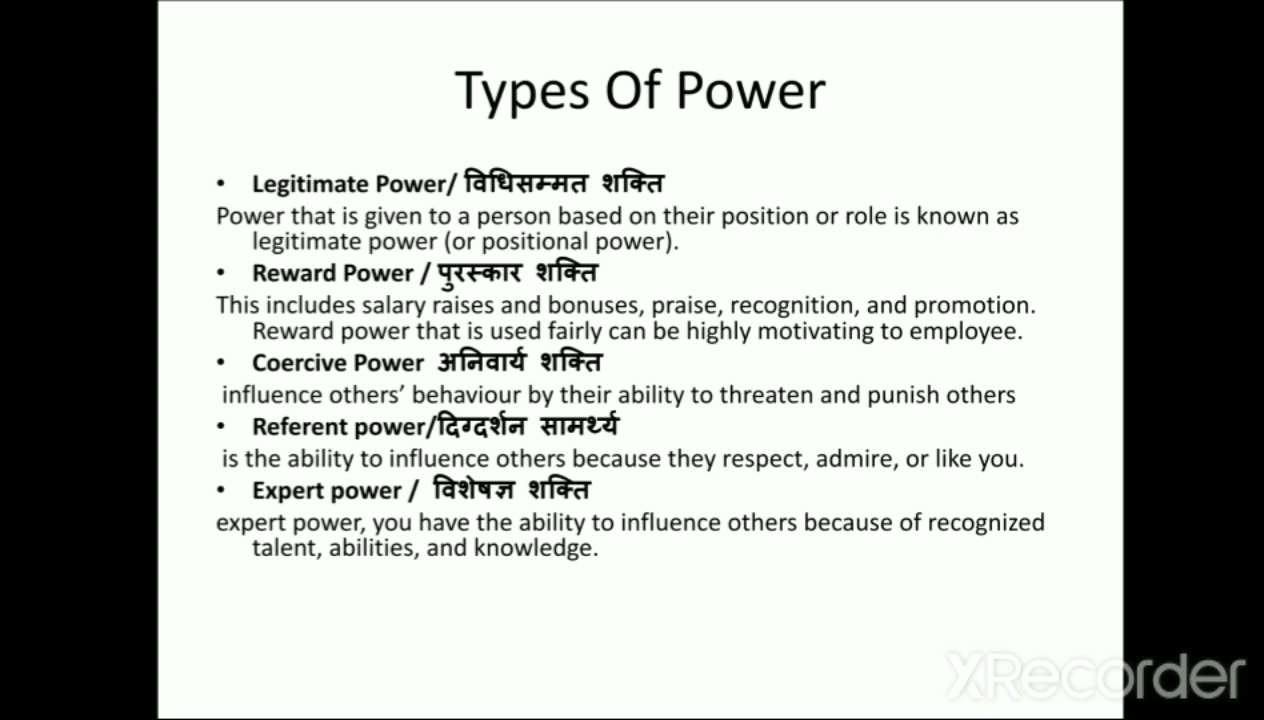 Types Of Power
• Legitimate Power/ विधिसम्मत शक्ति
Power that is given to a person based on their position or role is known as
legitimate power (or positional power).
• Reward Power / पुरस्कार शक्ति
This includes salary raises and bonuses, praise, recognition, and promotion.
Reward power that is used fairly can be highly motivating to employee.
• Coercive Power अनिवार्य शक्ति
influence others’ behaviour by their ability to threaten and punish others
• Referent power/दिग्दर्शन सामर्थ्य
is the ability to influence others because they respect, admire, or like you.
• Expert power / विशेषज्ञ शक्ति
expert power, you have the ability to influence others because of recognized
talent, abilities, and knowledge.
XRecorder